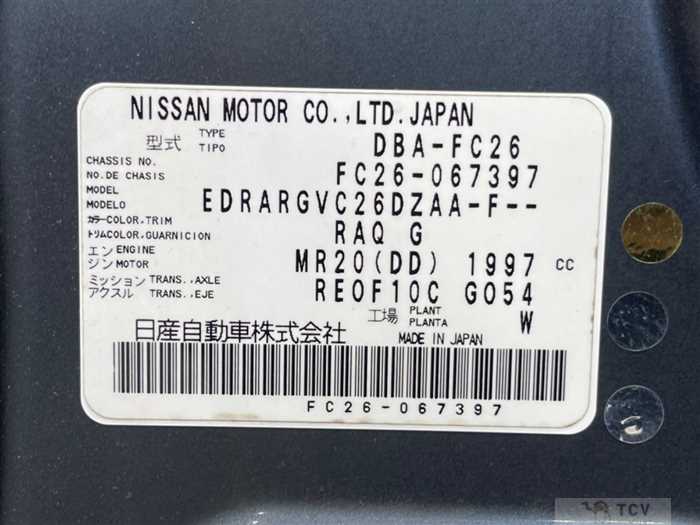 NISSAN MOTOR CO.,LTD.JAPAN
型式 TYPE TIPO DBA-FC26
CHASSIS NO. NO.DE CHASIS FC26-067397
MODEL MODELO EDRARGVC26DZAA-F--
カラー COLOR,TRIM トリム COLOR,GUARNICION RAQ G
エンジン ENGINE MOTOR MR20(DD) 1997 CC
ミッション TRANS.,AXLE アクスル TRANS.,EJE RE0F10C G054
工場 PLANT PLANTA W
日産自動車株式会社 MADE IN JAPAN
FC26-067397
TCV